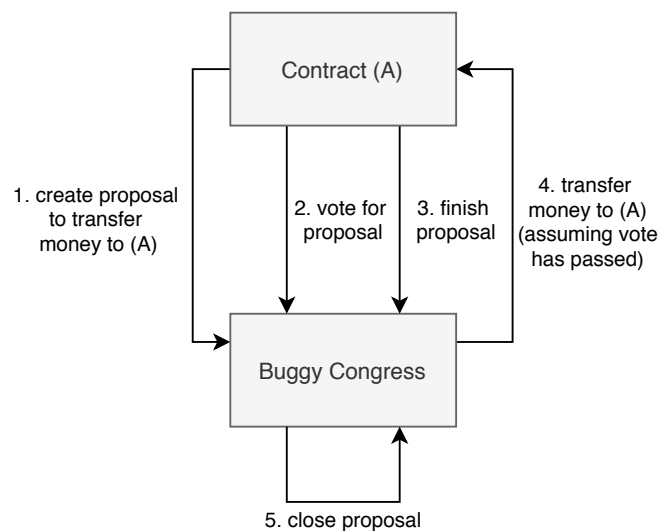 Contract (A)
1. create proposal
to transfer
money to (A)
2. vote for
proposal
3. finish
proposal
4. transfer
money to (A)
(assuming vote
has passed)
Buggy Congress
5. close proposal